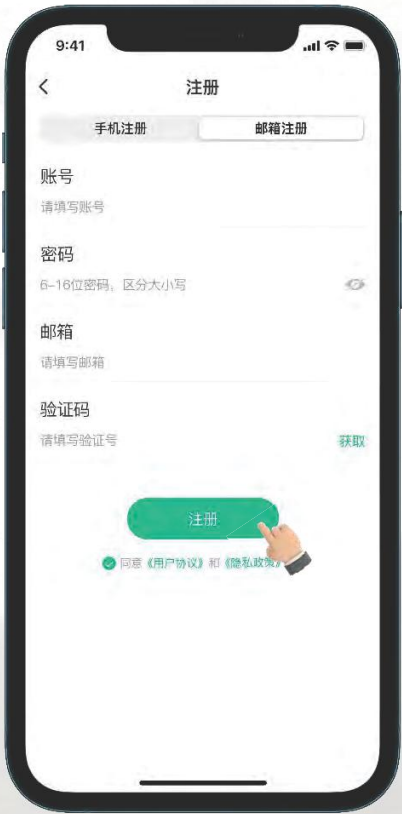 9:41
注册
手机注册 邮箱注册
账号
请填写账号
密码
6-16位密码，区分大小写
邮箱
请填写邮箱
验证码
请填写验证号
获取
注册
同意《用户协议》和《隐私政策》